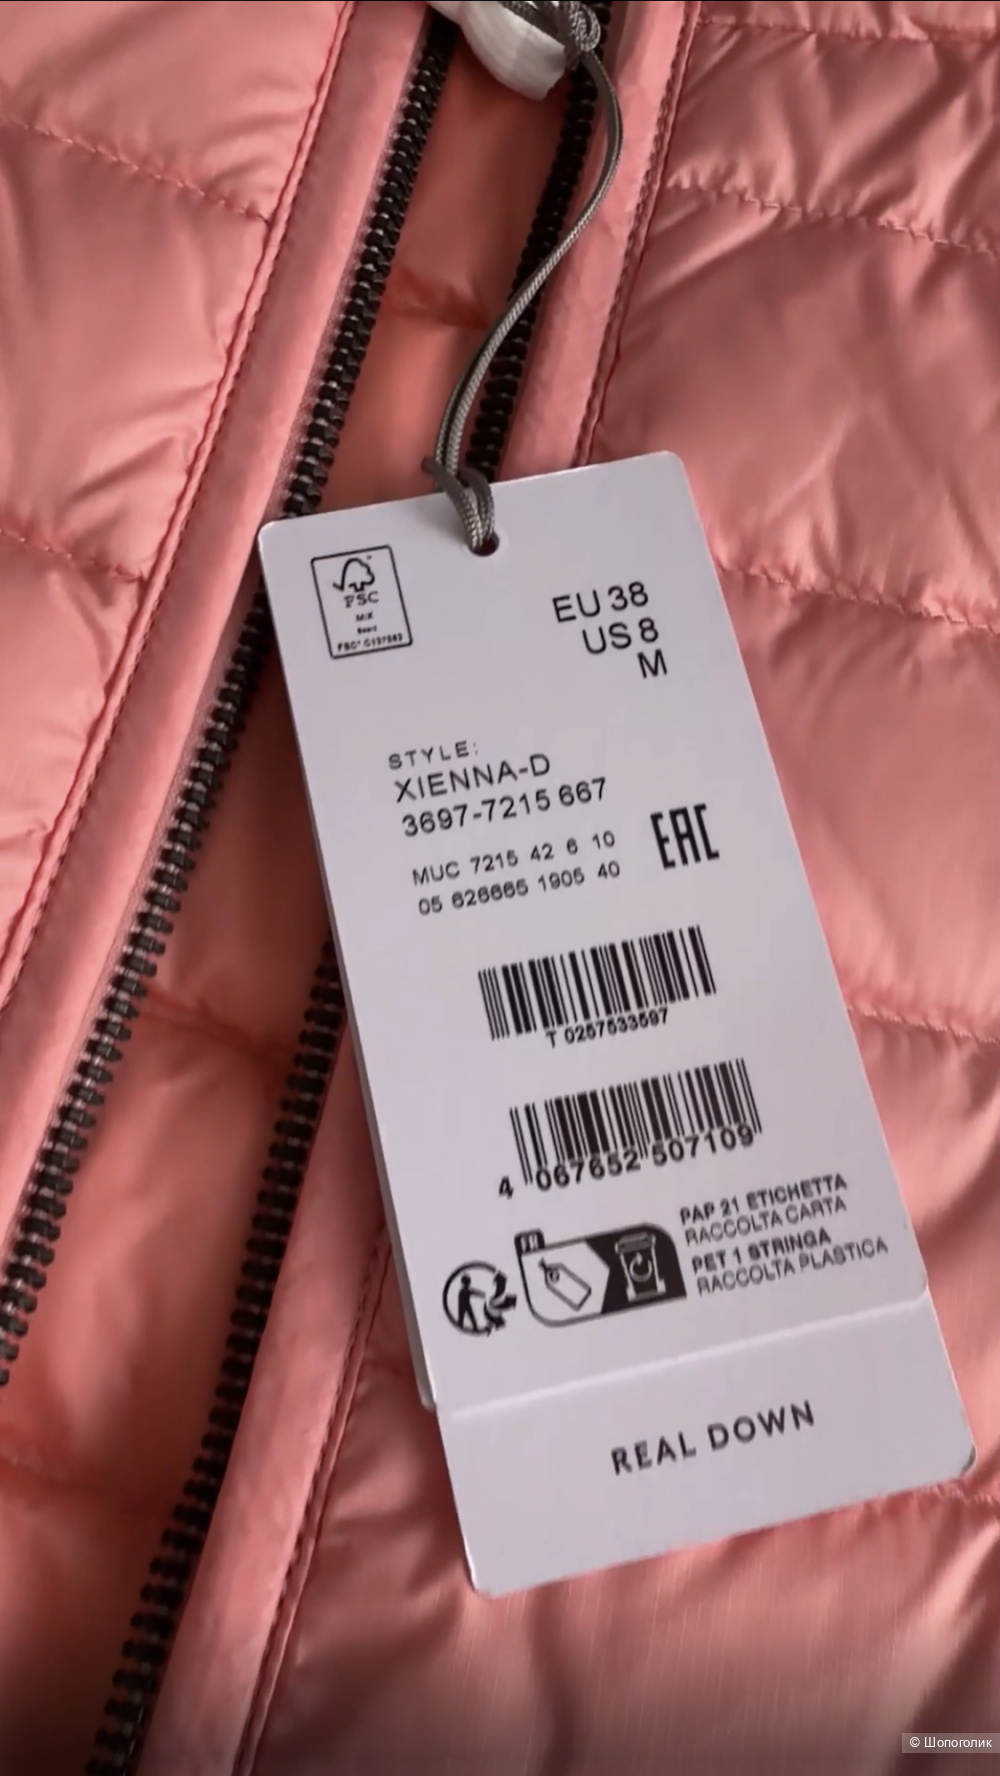 FSC
MIX
Board
EU 38
US 8
M
STYLE:
XIENNA-D
3697-7215 667
EAC
MUC 7215 42 6 10
05 626665 1905 40
T 0257533597
4 067652 507109
FR
PAP 21 ETICHETTA
RACCOLTA CARTA
PET 1 STRINGA
RACCOLTA PLASTICA
REAL DOWN
© Шопоголик